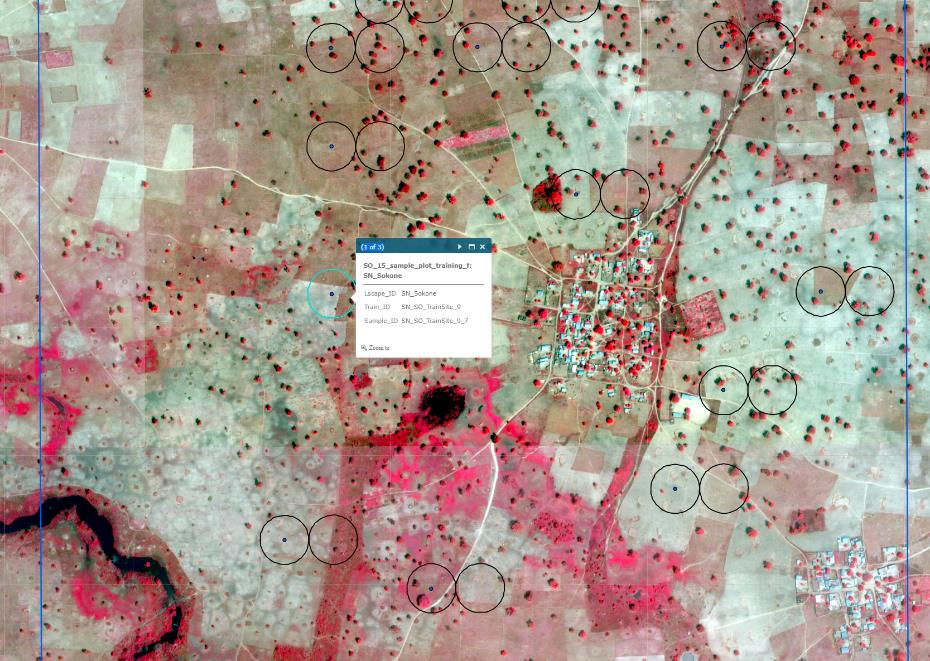 (1 of 3)
SO_15_sample_plot_training_f:
SN_Sokone
Lscape_ID SN_Sokone
Train_ID SN_SO_TrainSite_9
Sample_ID SN_SO_TrainSite_9_7
Zoom to